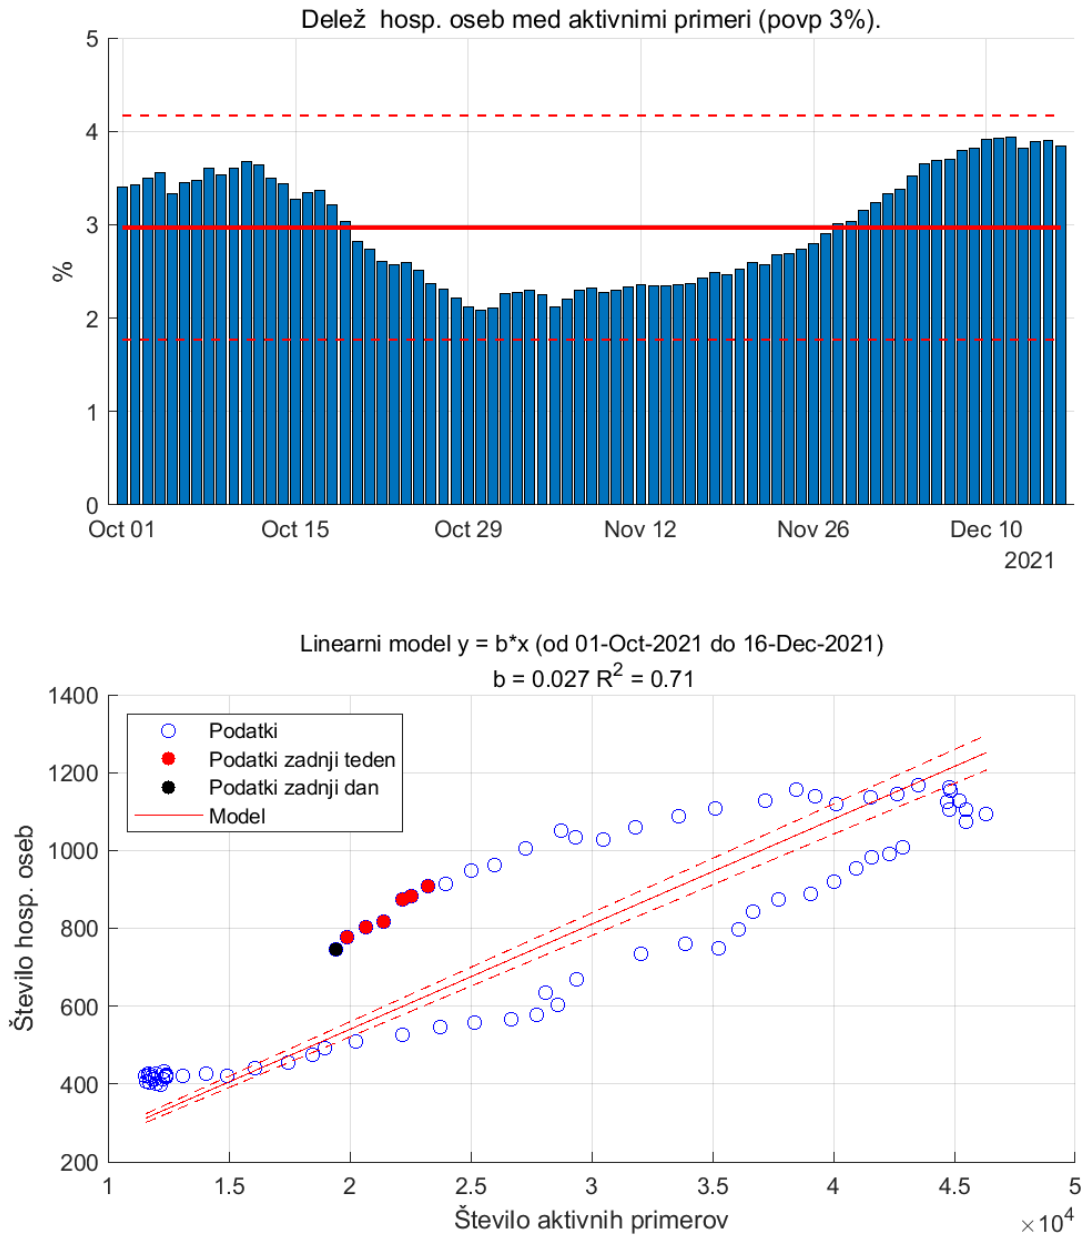 Delež  hosp. oseb med aktivnimi primeri (povp 3%).
5
4
3
2
1
0
%
Oct 01
Oct 15
Oct 29
Nov 12
Nov 26
Dec 10
2021
Linearni model y = b*x (od 01-Oct-2021 do 16-Dec-2021)
b = 0.027 R² = 0.71
1400
1200
1000
800
600
400
200
Število hosp. oseb
Podatki
Podatki zadnji teden
Podatki zadnji dan
Model
1
1.5
2
2.5
3
3.5
4
4.5
5
Število aktivnih primerov
×10⁴